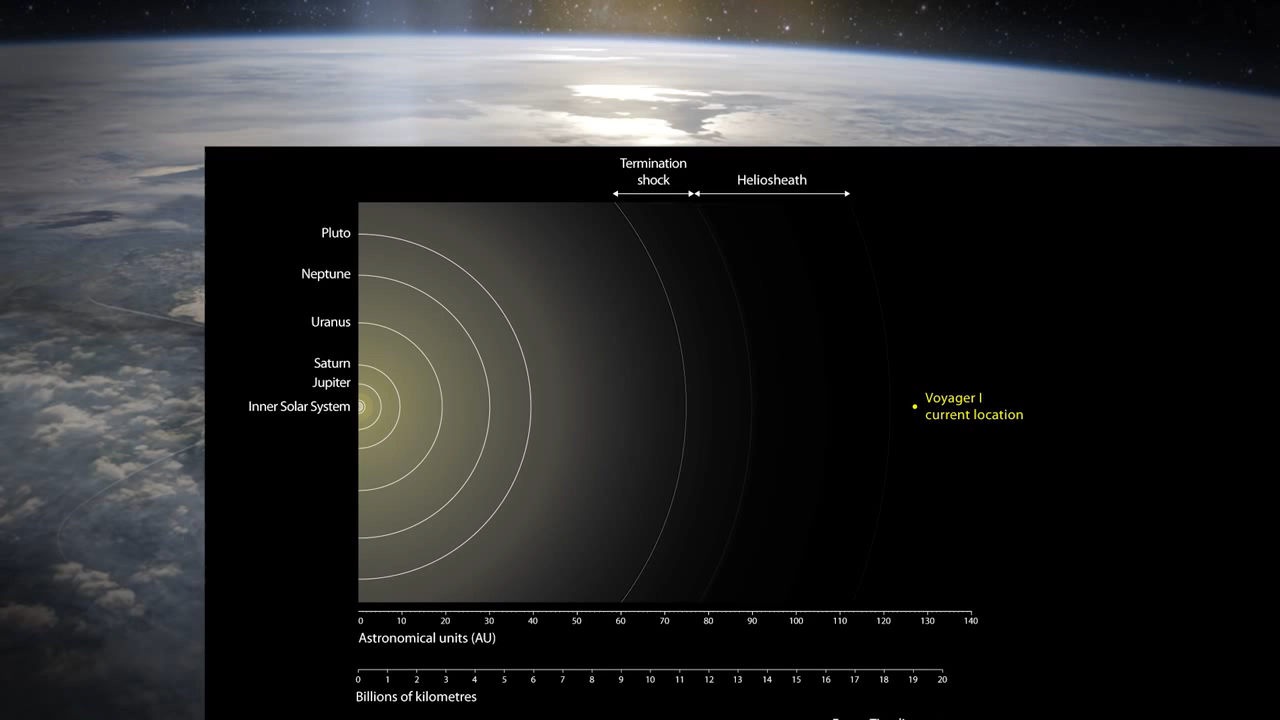 Termination
shock
Heliosheath
Pluto
Neptune
Uranus
Saturn
Jupiter
Inner Solar System
Voyager I
current location
0 10 20 30 40 50 60 70 80 90 100 110 120 130 140
Astronomical units (AU)
0 1 2 3 4 5 6 7 8 9 10 11 12 13 14 15 16 17 18 19 20
Billions of kilometres